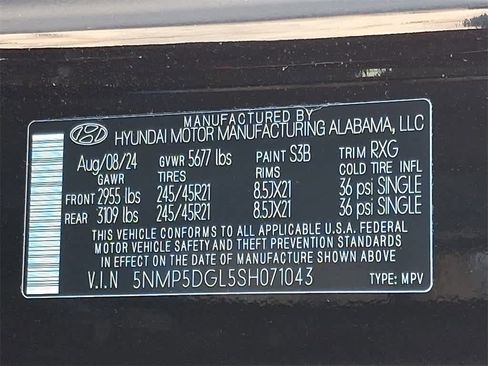 MANUFACTURED BY
HYUNDAI MOTOR MANUFACTURING ALABAMA, LLC
Aug/08/24 GVWR 5677 lbs PAINT S3B TRIM RXG
GAWR TIRES RIMS COLD TIRE INFL
FRONT 2955 lbs 245/45R21 8.5JX21 36 psi SINGLE
REAR 3109 lbs 245/45R21 8.5JX21 36 psi SINGLE
THIS VEHICLE CONFORMS TO ALL APPLICABLE U.S.A. FEDERAL
MOTOR VEHICLE SAFETY AND THEFT PREVENTION STANDARDS
IN EFFECT ON THE DATE OF MANUFACTURE SHOWN ABOVE
V.I.N 5NMP5DGL5SH071043 TYPE: MPV